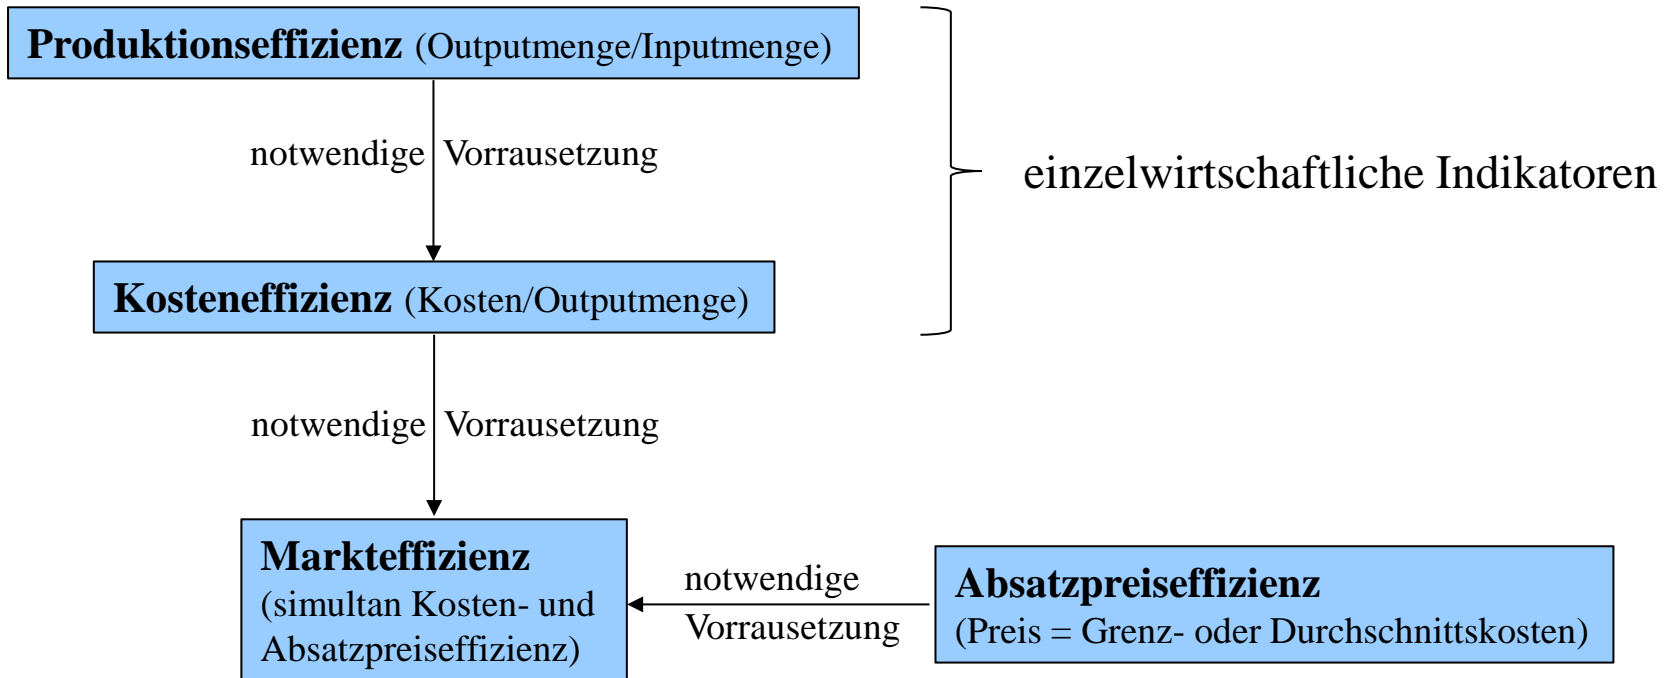 Produktionseffizienz (Outputmenge/Inputmenge)
notwendige Vorrausetzung
einzelwirtschaftliche Indikatoren
Kosteneffizienz (Kosten/Outputmenge)
notwendige Vorrausetzung
Markteffizienz
(simultan Kosten- und
Absatzpreiseffizienz)
notwendige
Vorrausetzung
Absatzpreiseffizienz
(Preis = Grenz- oder Durchschnittskosten)